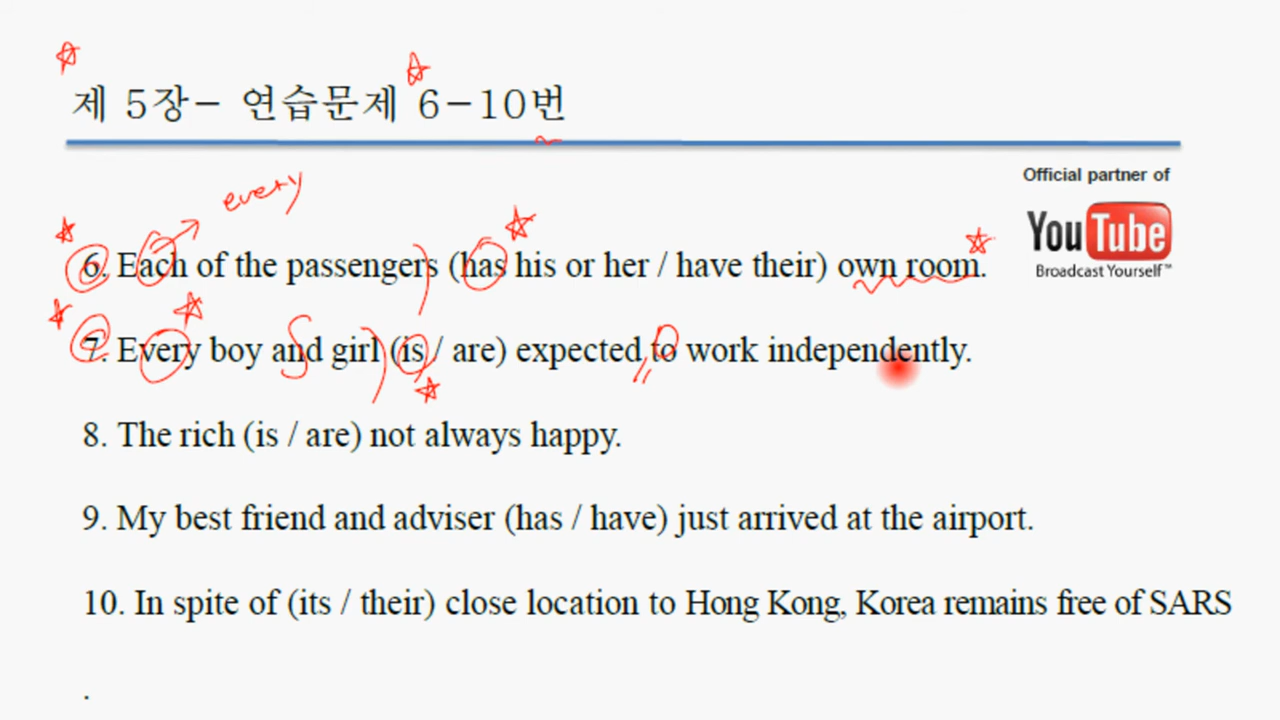 제 5장- 연습문제 6-10번
Official partner of
every
YouTube
Broadcast Yourself™
6. Each of the passengers (has his or her / have their) own room.
7. Every boy and girl (is / are) expected to work independently.
8. The rich (is / are) not always happy.
9. My best friend and adviser (has / have) just arrived at the airport.
10. In spite of (its / their) close location to Hong Kong, Korea remains free of SARS
.